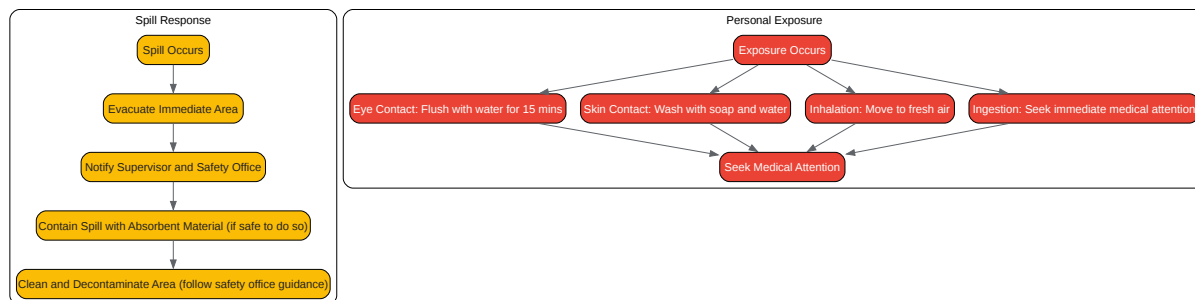 Spill Response
Spill Occurs
Evacuate Immediate Area
Notify Supervisor and Safety Office
Contain Spill with Absorbent Material (if safe to do so)
Clean and Decontaminate Area (follow safety office guidance)
Personal Exposure
Exposure Occurs
Eye Contact: Flush with water for 15 mins
Skin Contact: Wash with soap and water
Inhalation: Move to fresh air
Ingestion: Seek immediate medical attention
Seek Medical Attention